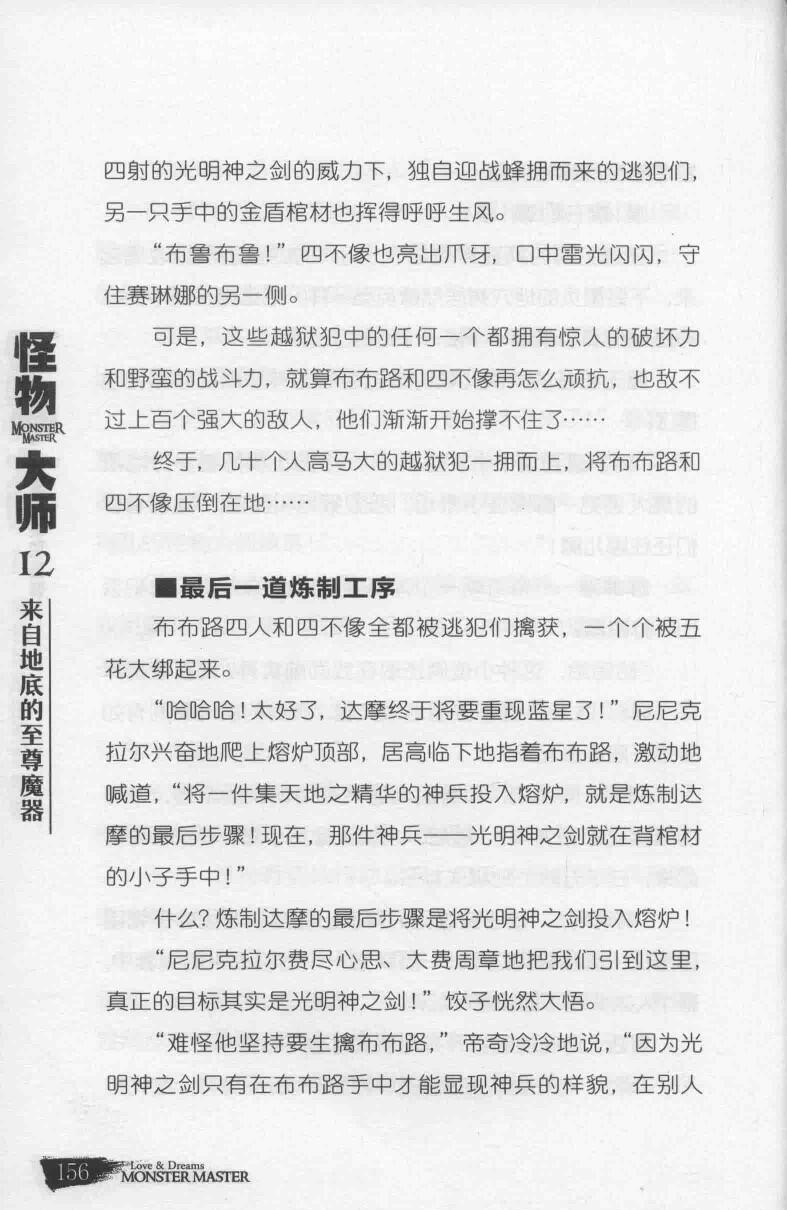 四射的光明神之剑的威力下，独自迎战蜂拥而来的逃犯们，
另一只手中的金盾棺材也挥得呼呼生风。
“布鲁布鲁！”四不像也亮出爪牙，口中雷光闪闪，守
住赛琳娜的另一侧。
可是，这些越狱犯中的任何一个都拥有惊人的破坏力
和野蛮的战斗力，就算布布路和四不像再怎么顽抗，也敌不
过上百个强大的敌人，他们渐渐开始撑不住了……
终于，几十个人高马大的越狱犯一拥而上，将布布路和
四不像压倒在地……
■最后一道炼制工序
布布路四人和四不像全都被逃犯们擒获，一个个被五
花大绑起来。
“哈哈哈！太好了，达摩终于将要重现蓝星了！”尼尼克
拉尔兴奋地爬上熔炉顶部，居高临下地指着布布路，激动地
喊道，“将一件集天地之精华的神兵投入熔炉，就是炼制达
摩的最后步骤！现在，那件神兵——光明神之剑就在背棺材
的小子手中！”
什么？炼制达摩的最后步骤是将光明神之剑投入熔炉！
“尼尼克拉尔费尽心思、大费周章地把我们引到这里，
真正的目标其实是光明神之剑！”饺子恍然大悟。
“难怪他坚持要生擒布布路，”帝奇冷冷地说，“因为光
明神之剑只有在布布路手中才能显现神兵的样貌，在别人
怪物
MONSTER
MASTER
大师
12
来自地底的至尊魔器
156
Love & Dreams
MONSTER MASTER